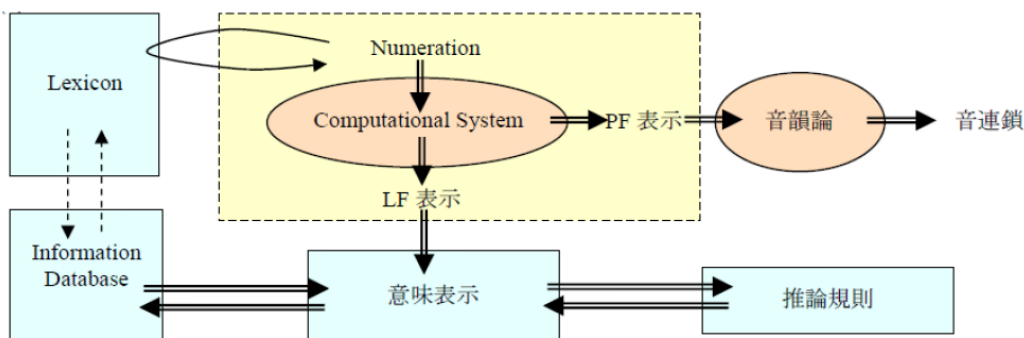 Numeration
Lexicon
Computational System
PF 表示
音韻論
音連鎖
LF 表示
Information
Database
意味表示
推論規則